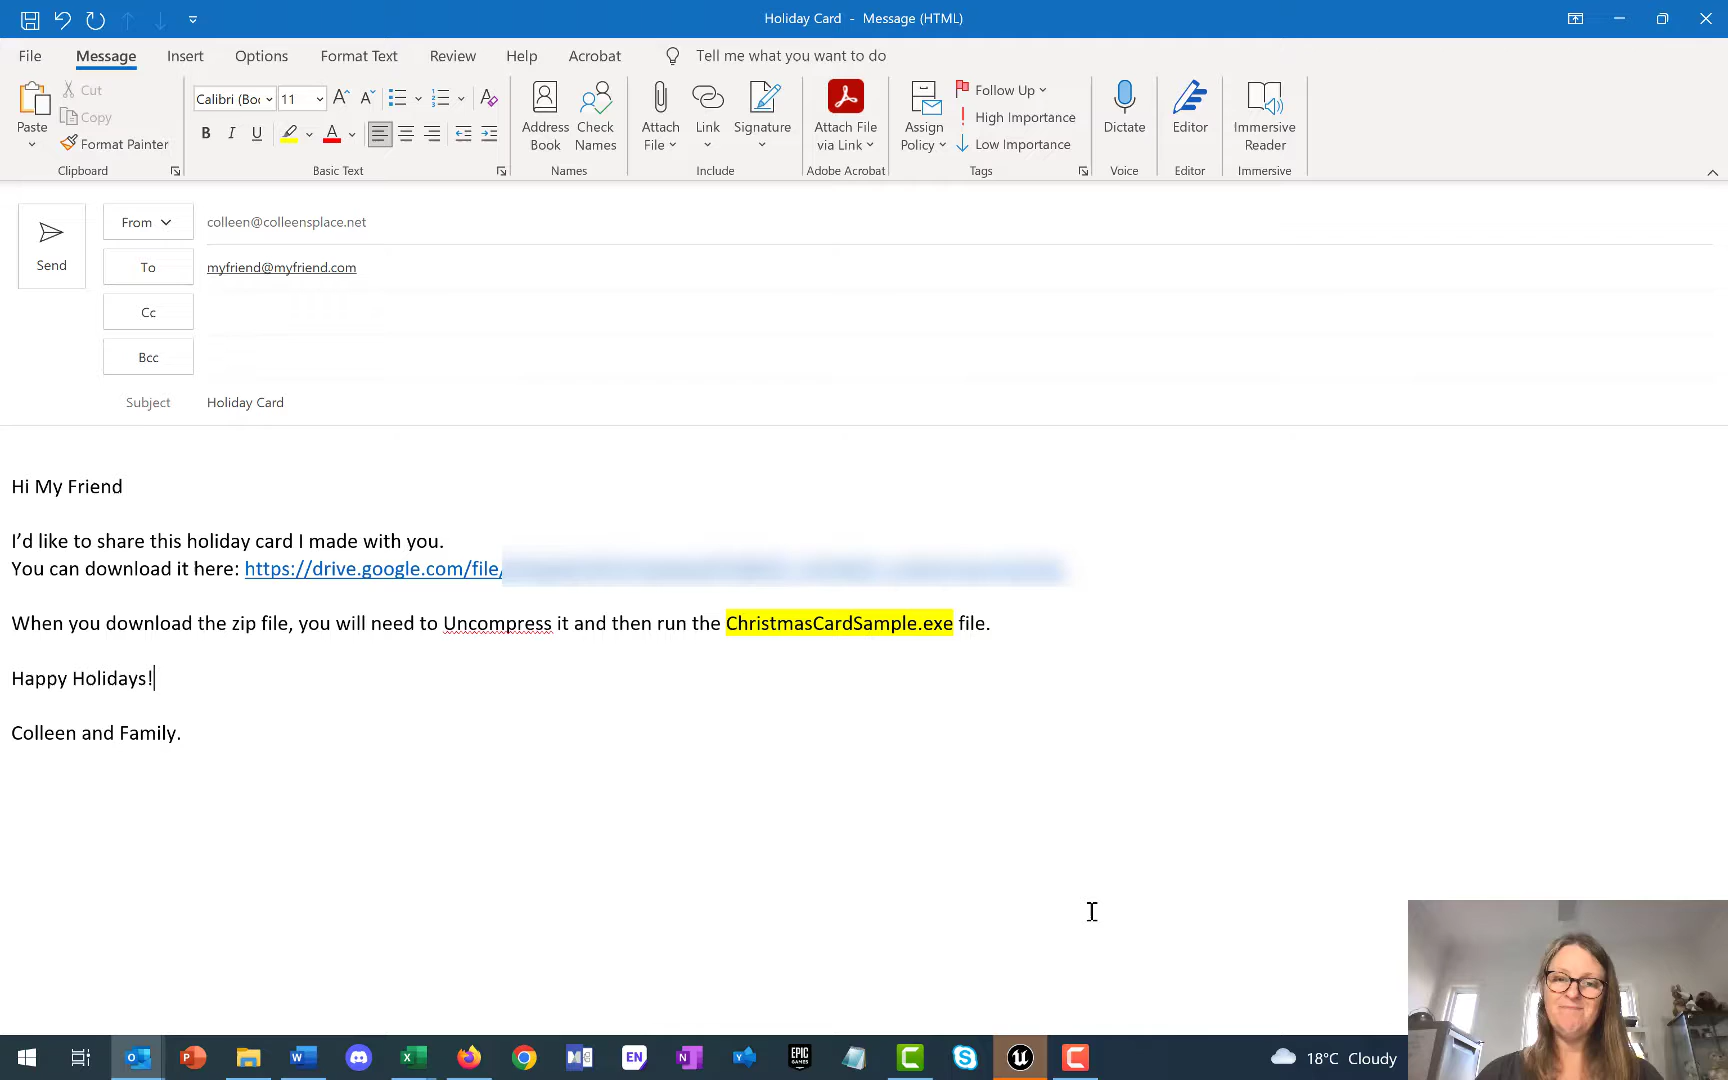 Holiday Card - Message (HTML)
File Message Insert Options Format Text Review Help Acrobat Tell me what you want to do
Paste
Cut
Copy
Format Painter
Clipboard
Calibri (Boc 11
B I U A
Basic Text
Address Book
Check Names
Names
Attach File
Link
Signature
Include
Attach File via Link
Adobe Acrobat
Assign Policy
Follow Up
High Importance
Low Importance
Tags
Dictate
Voice
Editor
Editor
Immersive Reader
Immersive
Send
From colleen@colleensplace.net
To myfriend@myfriend.com
Cc
Bcc
Subject Holiday Card
Hi My Friend
I’d like to share this holiday card I made with you.
You can download it here: https://drive.google.com/file/
When you download the zip file, you will need to Uncompress it and then run the ChristmasCardSample.exe file.
Happy Holidays!
Colleen and Family.
EN
EPIC GAMES
18°C Cloudy